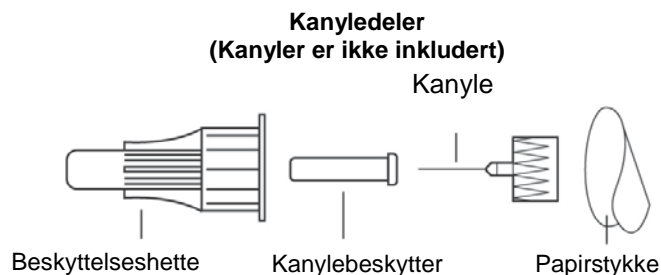 Kanyledeler
(Kanyler er ikke inkludert)
Kanyle
Beskyttelseshette Kanylebeskytter Papirstykke